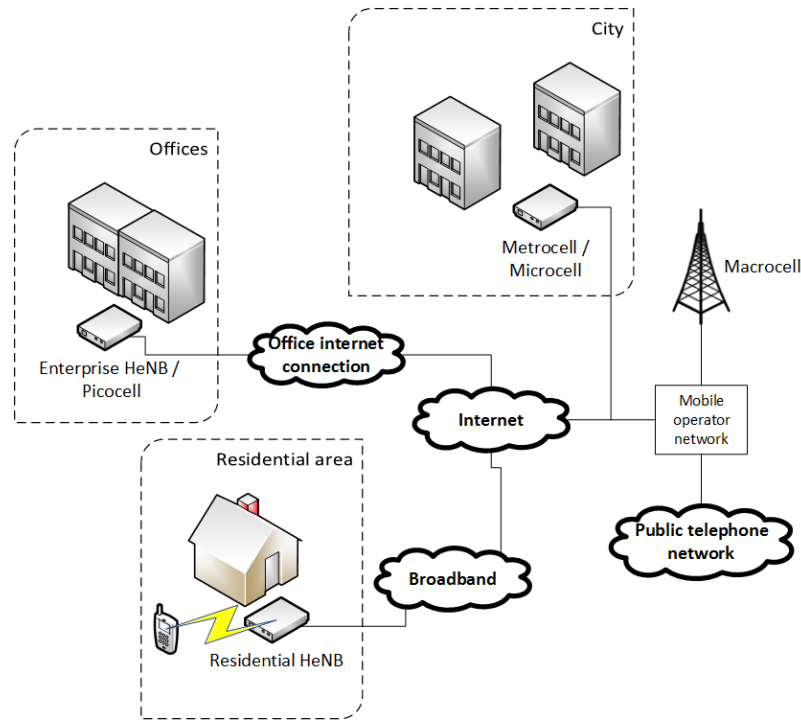 City
Offices
Metrocell /
Microcell
Macrocell
Enterprise HeNB /
Picocell
Office internet
connection
Internet
Mobile
operator
network
Residential area
Public telephone
network
Broadband
Residential HeNB